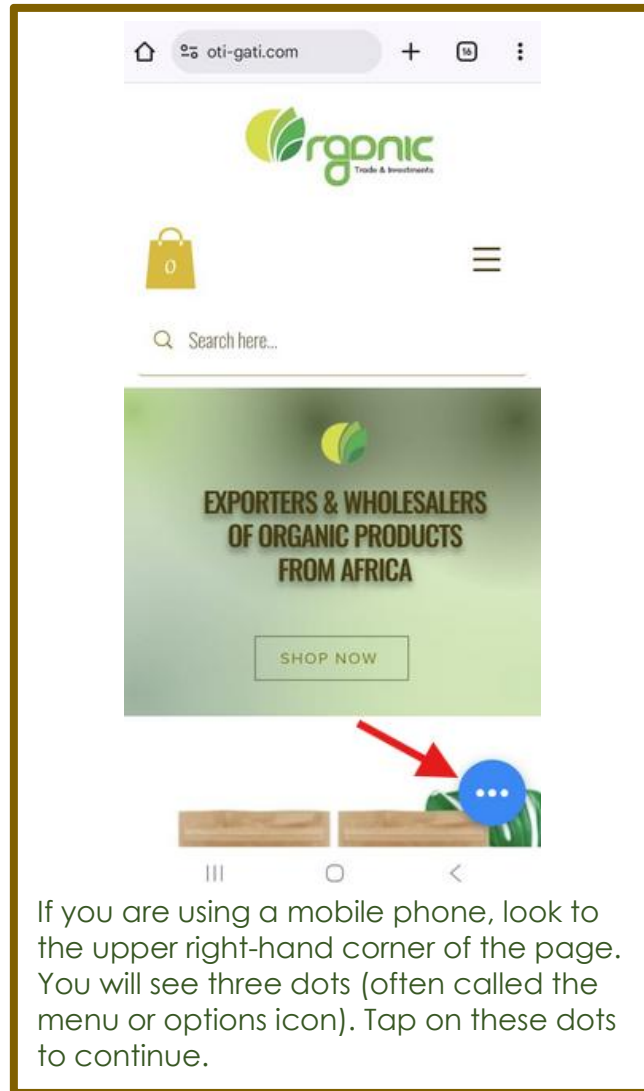 oti-gati.com
16
Orgonic
Trade & Investments
0
Search here...
EXPORTERS & WHOLESALERS
OF ORGANIC PRODUCTS
FROM AFRICA
SHOP NOW
If you are using a mobile phone, look to
the upper right-hand corner of the page.
You will see three dots (often called the
menu or options icon). Tap on these dots
to continue.